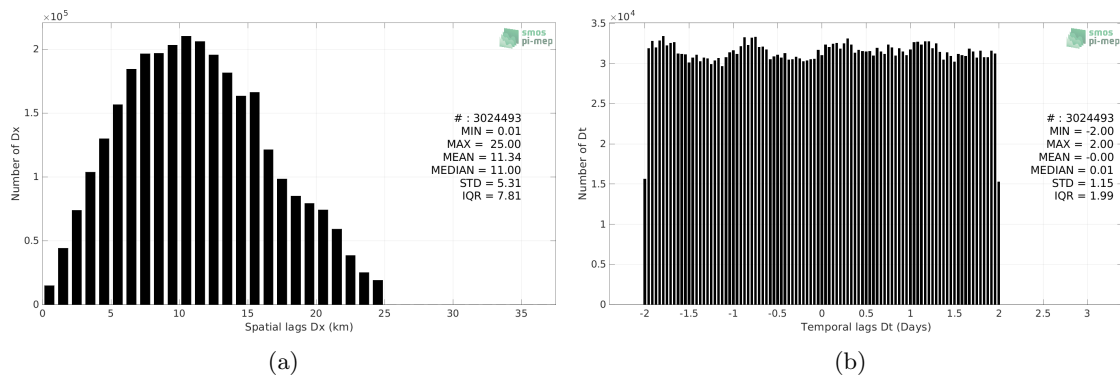 ×10⁵
2
1.5
1
0.5
0
Number of Dx
0 5 10 15 20 25 30 35
Spatial lags Dx (km)
smos
pi-mep
# : 3024493
MIN = 0.01
MAX = 25.00
MEAN = 11.34
MEDIAN = 11.00
STD = 5.31
IQR = 7.81
(a)
×10⁴
3.5
3
2.5
2
1.5
1
0.5
0
Number of Dt
-2 -1.5 -1 -0.5 0 0.5 1 1.5 2 2.5 3
Temporal lags Dt (Days)
smos
pi-mep
# : 3024493
MIN = -2.00
MAX = 2.00
MEAN = -0.00
MEDIAN = 0.01
STD = 1.15
IQR = 1.99
(b)